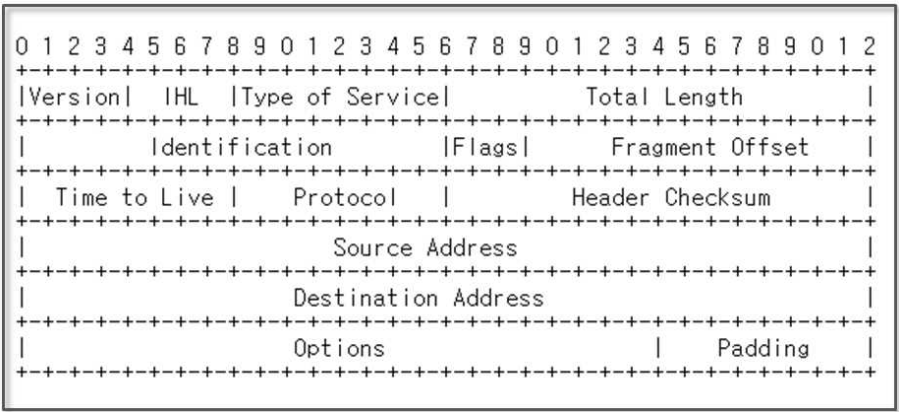 0 1 2 3 4 5 6 7 8 9 0 1 2 3 4 5 6 7 8 9 0 1 2 3 4 5 6 7 8 9 0 1 2
+-+-+-+-+-+-+-+-+-+-+-+-+-+-+-+-+-+-+-+-+-+-+-+-+-+-+-+-+-+-+-+-+
|Version|  IHL  |Type of Service|          Total Length         |
+-+-+-+-+-+-+-+-+-+-+-+-+-+-+-+-+-+-+-+-+-+-+-+-+-+-+-+-+-+-+-+-+
|         Identification        |Flags|      Fragment Offset    |
+-+-+-+-+-+-+-+-+-+-+-+-+-+-+-+-+-+-+-+-+-+-+-+-+-+-+-+-+-+-+-+-+
|  Time to Live |    Protocol   |         Header Checksum       |
+-+-+-+-+-+-+-+-+-+-+-+-+-+-+-+-+-+-+-+-+-+-+-+-+-+-+-+-+-+-+-+-+
|                       Source Address                          |
+-+-+-+-+-+-+-+-+-+-+-+-+-+-+-+-+-+-+-+-+-+-+-+-+-+-+-+-+-+-+-+-+
|                    Destination Address                        |
+-+-+-+-+-+-+-+-+-+-+-+-+-+-+-+-+-+-+-+-+-+-+-+-+-+-+-+-+-+-+-+-+
|                    Options                    |    Padding    |
+-+-+-+-+-+-+-+-+-+-+-+-+-+-+-+-+-+-+-+-+-+-+-+-+-+-+-+-+-+-+-+-+